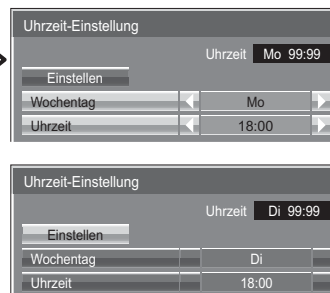 Uhrzeit-Einstellung
Uhrzeit Mo 99:99
Einstellen
Wochentag Mo
Uhrzeit 18:00
Uhrzeit-Einstellung
Uhrzeit Di 99:99
Einstellen
Wochentag Di
Uhrzeit 18:00